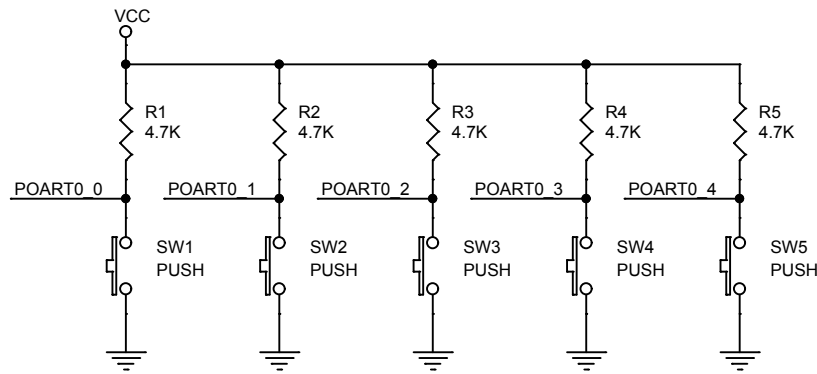 VCC
R1
4.7K
R2
4.7K
R3
4.7K
R4
4.7K
R5
4.7K
POART0_0
POART0_1
POART0_2
POART0_3
POART0_4
SW1
PUSH
SW2
PUSH
SW3
PUSH
SW4
PUSH
SW5
PUSH